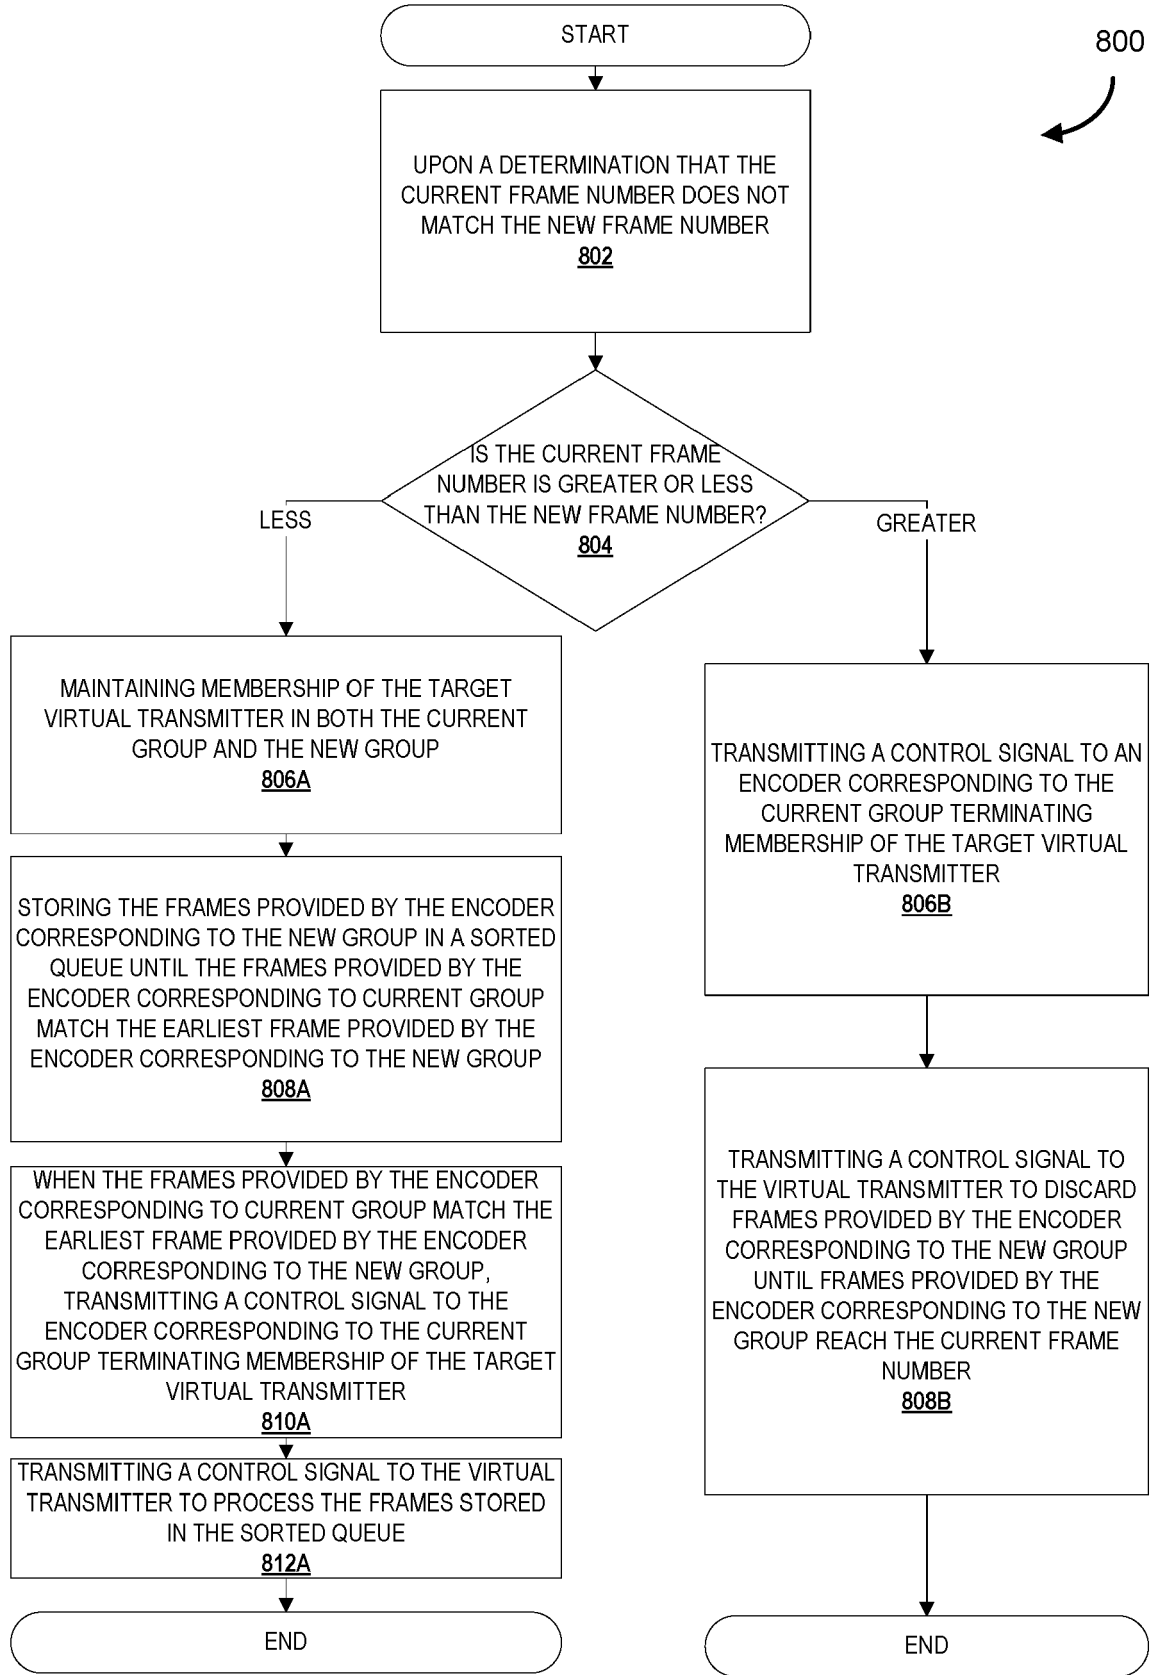 START
800
UPON A DETERMINATION THAT THE
CURRENT FRAME NUMBER DOES NOT
MATCH THE NEW FRAME NUMBER
802
IS THE CURRENT FRAME
NUMBER IS GREATER OR LESS
THAN THE NEW FRAME NUMBER?
804
LESS
GREATER
MAINTAINING MEMBERSHIP OF THE TARGET
VIRTUAL TRANSMITTER IN BOTH THE CURRENT
GROUP AND THE NEW GROUP
806A
STORING THE FRAMES PROVIDED BY THE ENCODER
CORRESPONDING TO THE NEW GROUP IN A SORTED
QUEUE UNTIL THE FRAMES PROVIDED BY THE
ENCODER CORRESPONDING TO CURRENT GROUP
MATCH THE EARLIEST FRAME PROVIDED BY THE
ENCODER CORRESPONDING TO THE NEW GROUP
808A
WHEN THE FRAMES PROVIDED BY THE ENCODER
CORRESPONDING TO CURRENT GROUP MATCH THE
EARLIEST FRAME PROVIDED BY THE ENCODER
CORRESPONDING TO THE NEW GROUP,
TRANSMITTING A CONTROL SIGNAL TO THE
ENCODER CORRESPONDING TO THE CURRENT
GROUP TERMINATING MEMBERSHIP OF THE TARGET
VIRTUAL TRANSMITTER
810A
TRANSMITTING A CONTROL SIGNAL TO THE VIRTUAL
TRANSMITTER TO PROCESS THE FRAMES STORED
IN THE SORTED QUEUE
812A
END
TRANSMITTING A CONTROL SIGNAL TO AN
ENCODER CORRESPONDING TO THE
CURRENT GROUP TERMINATING
MEMBERSHIP OF THE TARGET VIRTUAL
TRANSMITTER
806B
TRANSMITTING A CONTROL SIGNAL TO
THE VIRTUAL TRANSMITTER TO DISCARD
FRAMES PROVIDED BY THE ENCODER
CORRESPONDING TO THE NEW GROUP
UNTIL FRAMES PROVIDED BY THE
ENCODER CORRESPONDING TO THE NEW
GROUP REACH THE CURRENT FRAME
NUMBER
808B
END